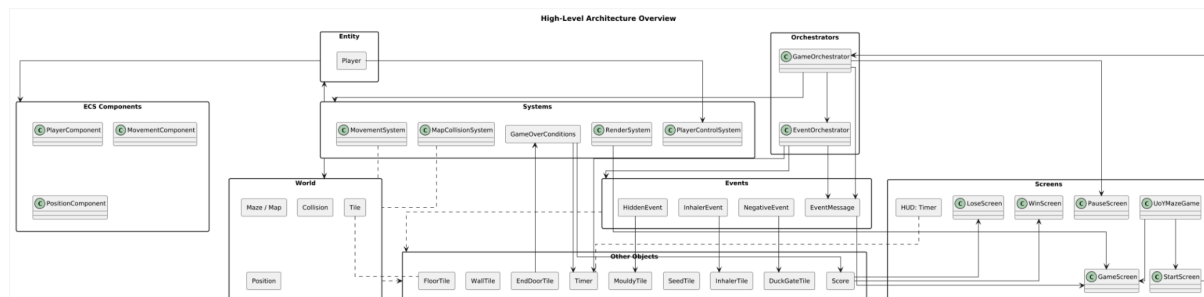 High-Level Architecture Overview
Entity
Player
Orchestrators
C GameOrchestrator
C EventOrchestrator
ECS Components
C PlayerComponent
C MovementComponent
C PositionComponent
Systems
C MovementSystem
C MapCollisionSystem
GameOverConditions
C RenderSystem
C PlayerControlSystem
World
Maze / Map
Collision
Tile
Position
Events
HiddenEvent
InhalerEvent
NegativeEvent
EventMessage
Screens
HUD: Timer
C LoseScreen
C WinScreen
C PauseScreen
C UoYMazeGame
C GameScreen
C StartScreen
Other Objects
FloorTile
WallTile
EndDoorTile
Timer
MouldyTile
SeedTile
InhalerTile
DuckGateTile
Score